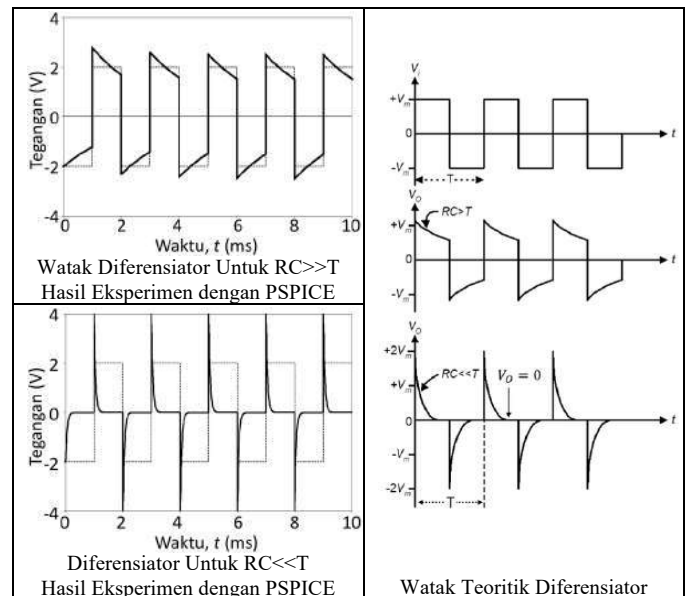 4
2
0
-2
-4
Tegangan (V)
0 2 4 6 8 10
Waktu, t (ms)
Watak Diferensiator Untuk RC>>T
Hasil Eksperimen dengan PSPICE
4
2
0
-2
-4
Tegangan (V)
0 2 4 6 8 10
Waktu, t (ms)
Diferensiator Untuk RC<<T
Hasil Eksperimen dengan PSPICE
Vi
+Vm
0
-Vm
t
T
VO
RC>T
+Vm
0
-Vm
t
VO
+2Vm
RC<<T
VO = 0
+Vm
0
-Vm
-2Vm
t
T
Watak Teoritik Diferensiator